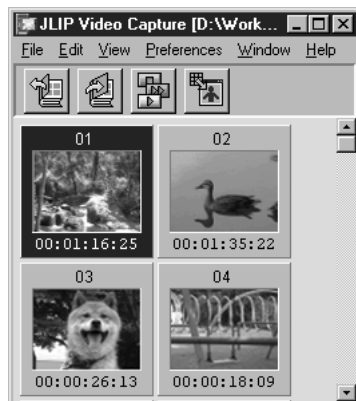 JLIP Video Capture [D:\Work...
File Edit View Preferences Window Help
01 02
00:01:16:25 00:01:35:22
03 04
00:00:26:13 00:00:18:09